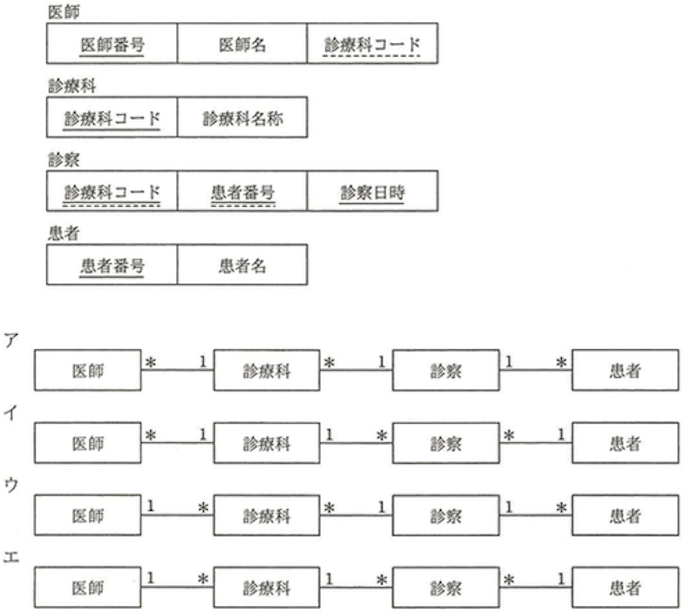 医師
医師番号 医師名 診療科コード
診療科
診療科コード 診療科名称
診察
診療科コード 患者番号 診察日時
患者
患者番号 患者名
ア
医師 * 1 診療科 * 1 診察 1 * 患者
イ
医師 * 1 診療科 1 * 診察 * 1 患者
ウ
医師 1 * 診療科 * 1 診察 1 * 患者
エ
医師 1 * 診療科 1 * 診察 * 1 患者